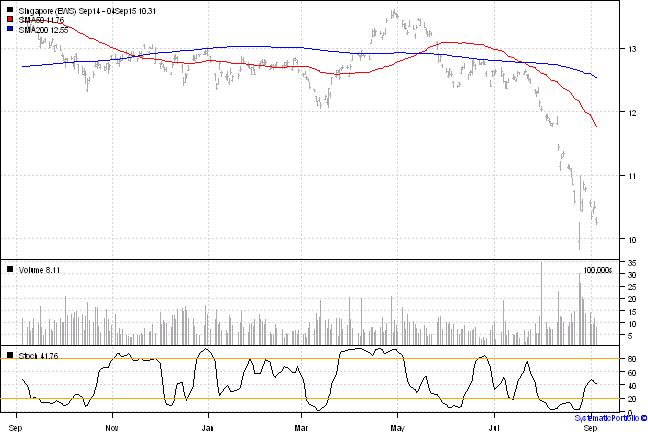 Singapore (EWS) Sep14 - 04Sep15 10.31
SMA50 11.76
SMA200 12.55
13
12
11
10
Volume 8.11
100,000s
35
30
25
20
15
10
5
Stoch 41.76
80
60
40
20
0
Sep Nov Jan Mar May Jul Sep
SystematicPortfolio ©